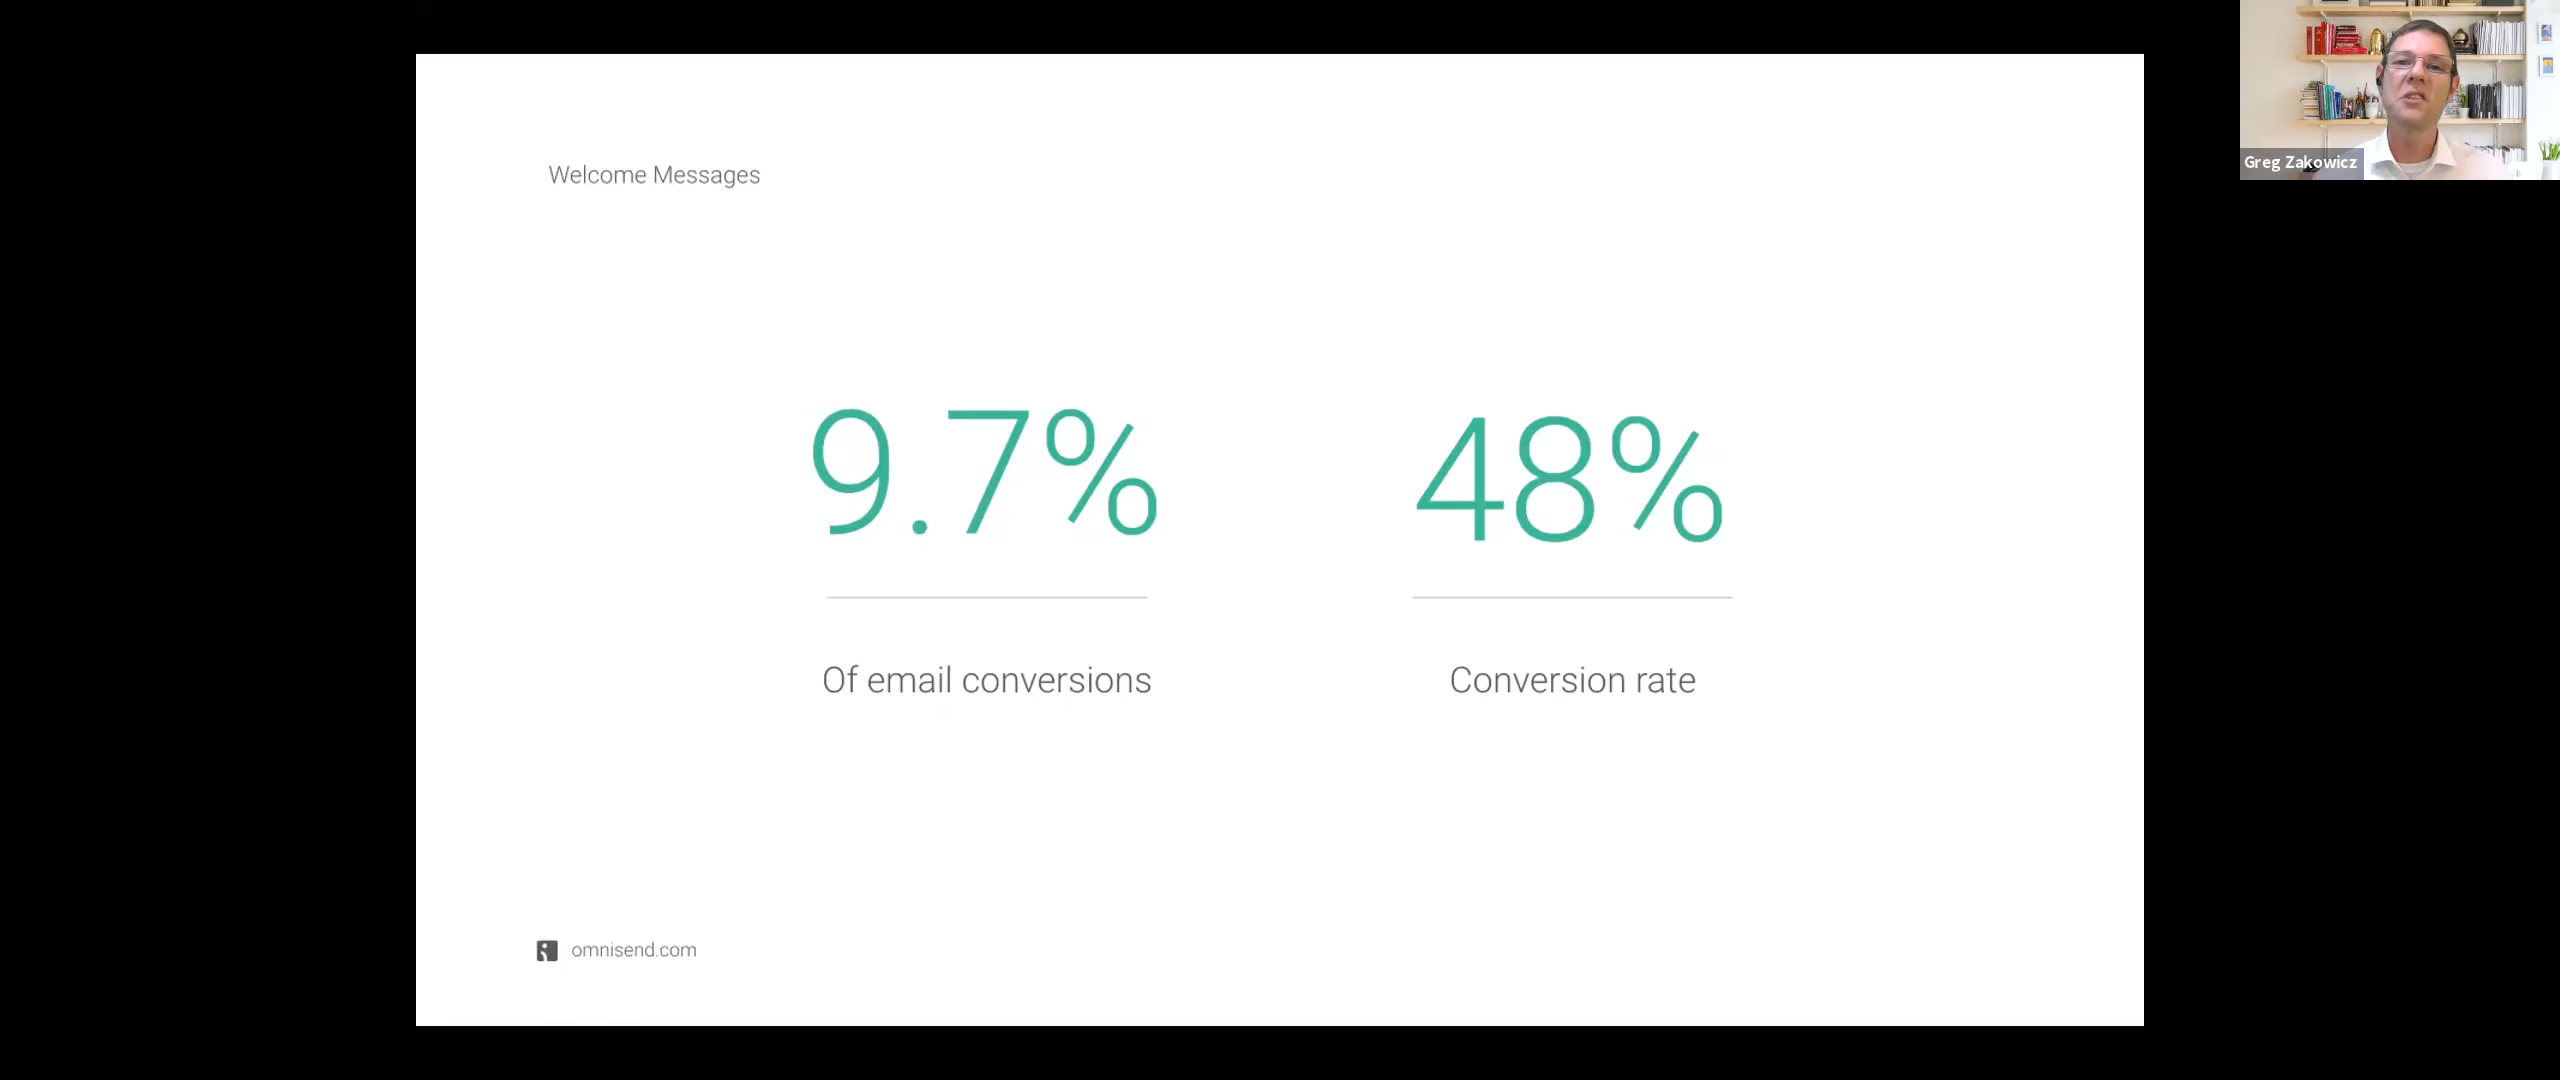 Welcome Messages
9.7%
48%
Of email conversions
Conversion rate
omnisend.com
Greg Zakowicz